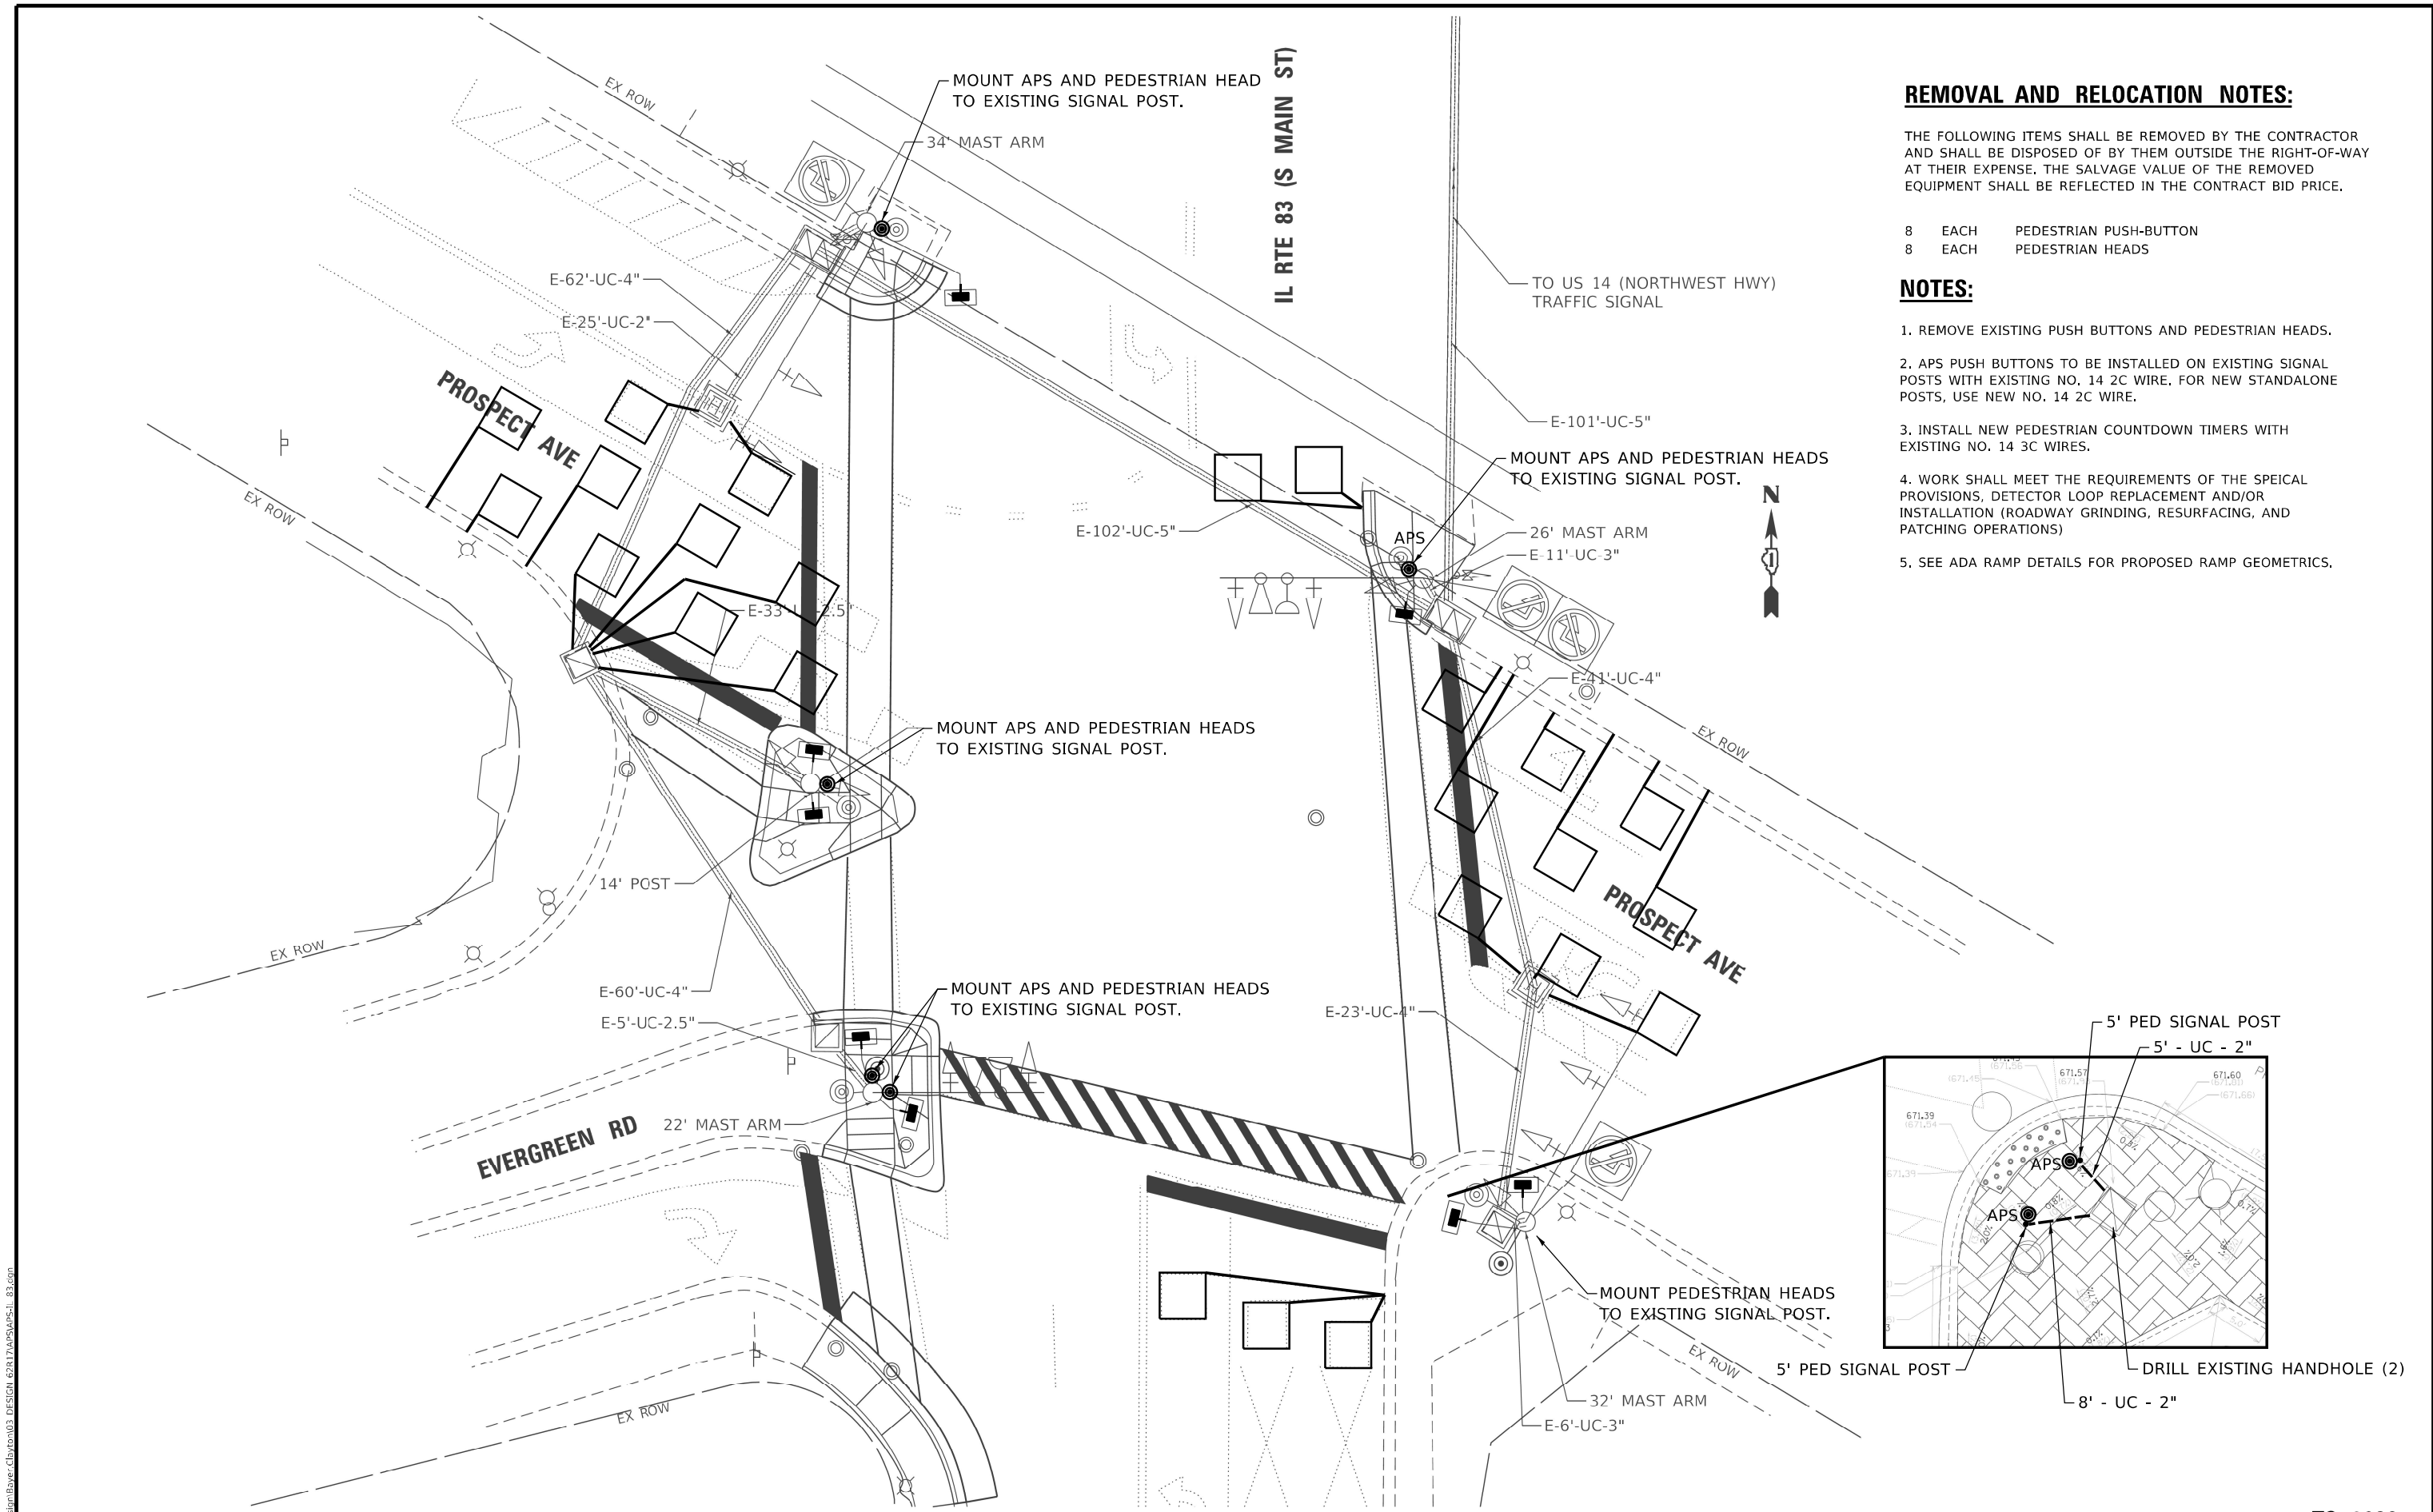 MOUNT APS AND PEDESTRIAN HEAD
TO EXISTING SIGNAL POST.
34' MAST ARM
EX ROW
IL RTE 83 (S MAIN ST)
E-62'-UC-4"
E-25'-UC-2"
PROSPECT AVE
EX ROW
TO US 14 (NORTHWEST HWY)
TRAFFIC SIGNAL
E-101'-UC-5"
MOUNT APS AND PEDESTRIAN HEADS
TO EXISTING SIGNAL POST.
E-102'-UC-5"
APS
26' MAST ARM
E-11'-UC-3"
N
E-33'-UC-2.5"
E-41'-UC-4"
EX ROW
MOUNT APS AND PEDESTRIAN HEADS
TO EXISTING SIGNAL POST.
14' POST
PROSPECT AVE
EX ROW
E-60'-UC-4"
E-5'-UC-2.5"
MOUNT APS AND PEDESTRIAN HEADS
TO EXISTING SIGNAL POST.
E-23'-UC-4"
EVERGREEN RD
22' MAST ARM
MOUNT PEDESTRIAN HEADS
TO EXISTING SIGNAL POST.
EX ROW
32' MAST ARM
E-6'-UC-3"
EX ROW
REMOVAL AND RELOCATION NOTES:
THE FOLLOWING ITEMS SHALL BE REMOVED BY THE CONTRACTOR
AND SHALL BE DISPOSED OF BY THEM OUTSIDE THE RIGHT-OF-WAY
AT THEIR EXPENSE. THE SALVAGE VALUE OF THE REMOVED
EQUIPMENT SHALL BE REFLECTED IN THE CONTRACT BID PRICE.
8 EACH PEDESTRIAN PUSH-BUTTON
8 EACH PEDESTRIAN HEADS
NOTES:
1. REMOVE EXISTING PUSH BUTTONS AND PEDESTRIAN HEADS.
2. APS PUSH BUTTONS TO BE INSTALLED ON EXISTING SIGNAL
POSTS WITH EXISTING NO. 14 2C WIRE. FOR NEW STANDALONE
POSTS, USE NEW NO. 14 2C WIRE.
3. INSTALL NEW PEDESTRIAN COUNTDOWN TIMERS WITH
EXISTING NO. 14 3C WIRES.
4. WORK SHALL MEET THE REQUIREMENTS OF THE SPEICAL
PROVISIONS, DETECTOR LOOP REPLACEMENT AND/OR
INSTALLATION (ROADWAY GRINDING, RESURFACING, AND
PATCHING OPERATIONS)
5. SEE ADA RAMP DETAILS FOR PROPOSED RAMP GEOMETRICS.
5' PED SIGNAL POST
5' - UC - 2"
671.57
671.60
(671.66)
671.39
APS
APS
5' PED SIGNAL POST
DRILL EXISTING HANDHOLE (2)
8' - UC - 2"